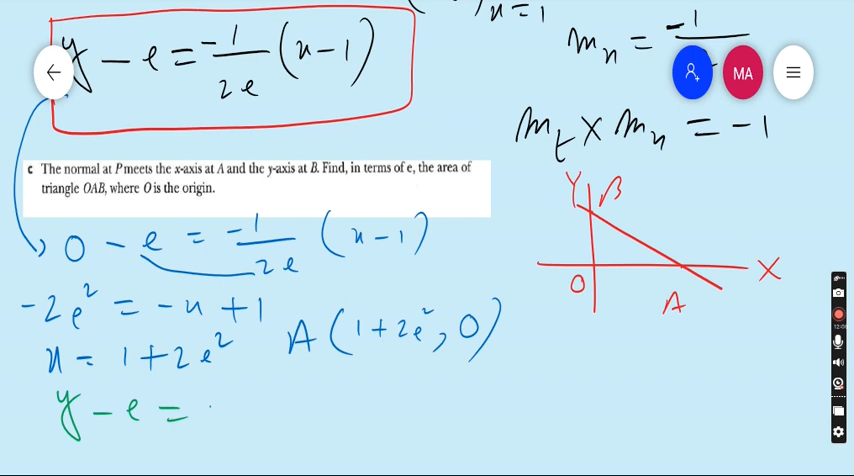 y - e = -1/2e (x - 1)
x = 1
m_n = -1
m_t × m_n = -1
MA
c The normal at P meets the x-axis at A and the y-axis at B. Find, in terms of e, the area of
triangle OAB, where O is the origin.
0 - e = -1/2e (x - 1)
-2e² = -x + 1
x = 1 + 2e²
A (1 + 2e², 0)
y - e =
Y B
O A X